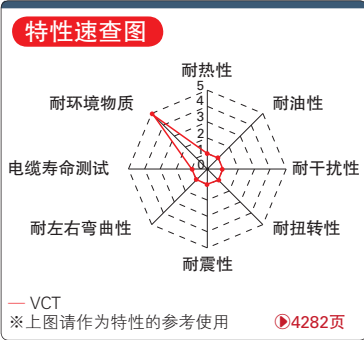 特性速查图
耐热性
耐环境物质
耐油性
5
4
3
2
1
0
电缆寿命测试
耐干扰性
耐左右弯曲性
耐扭转性
耐震性
VCT
※上图请作为特性的参考使用
4282页